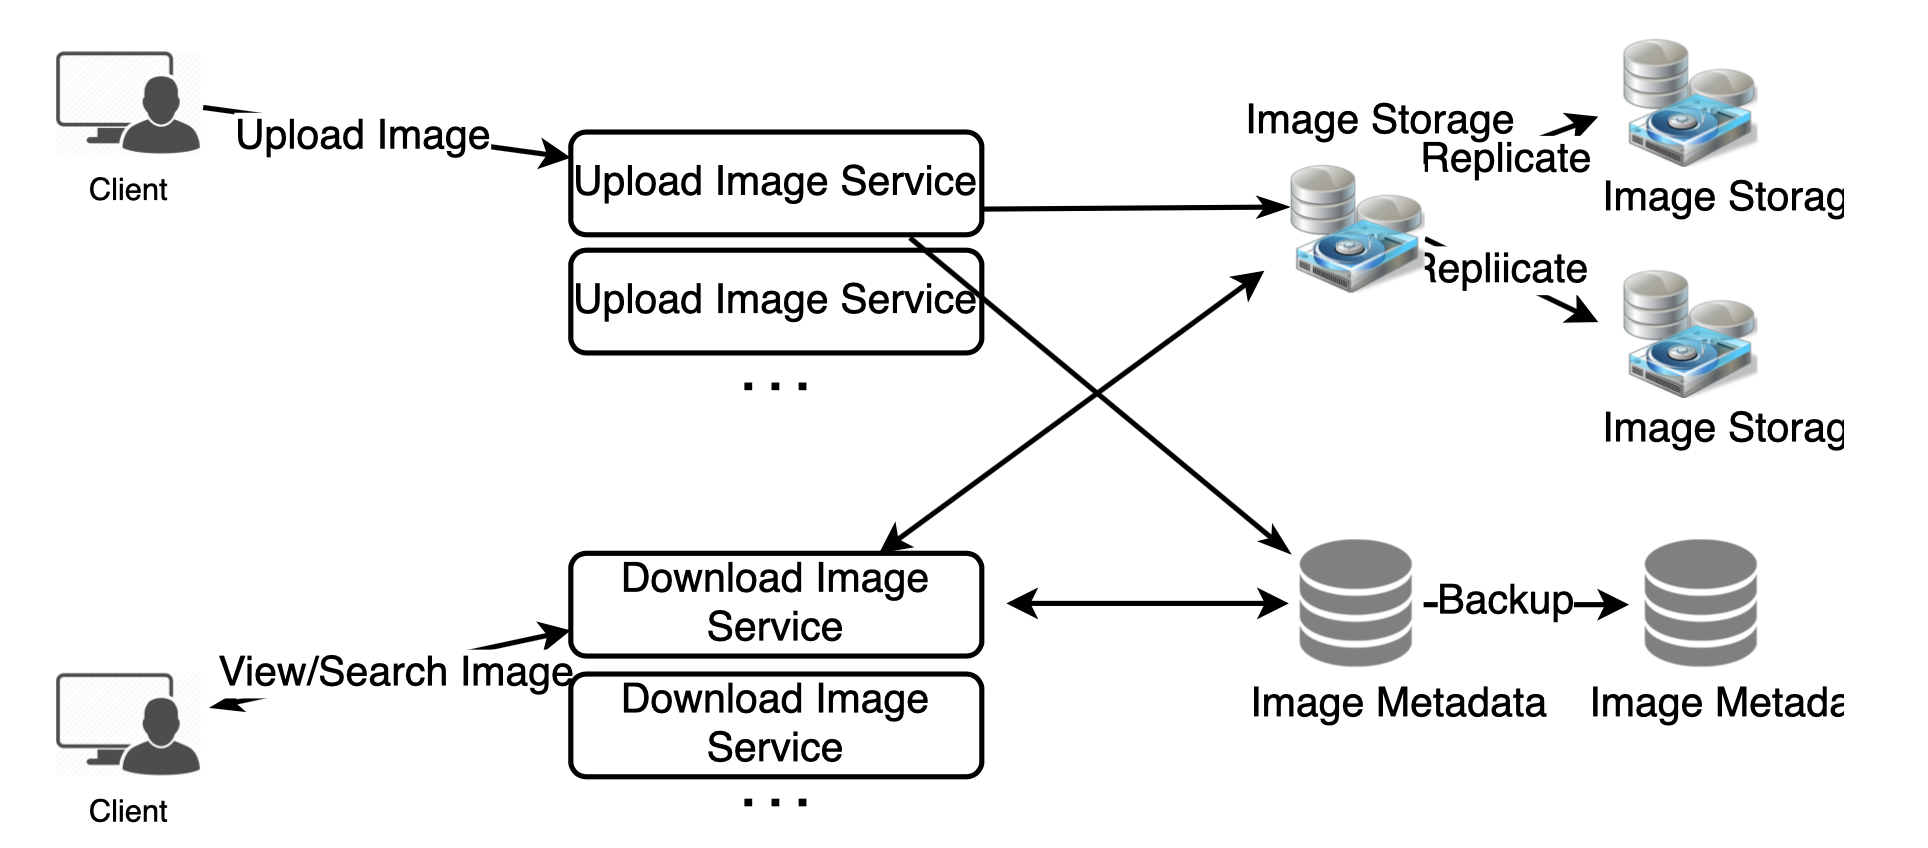 Upload Image
Client
Upload Image Service
Upload Image Service
. . .
Image Storage
Replicate
Image Storag
Repliicate
Image Storag
Download Image
Service
View/Search Image
Download Image
Service
. . .
Client
Backup
Image Metadata
Image Metada